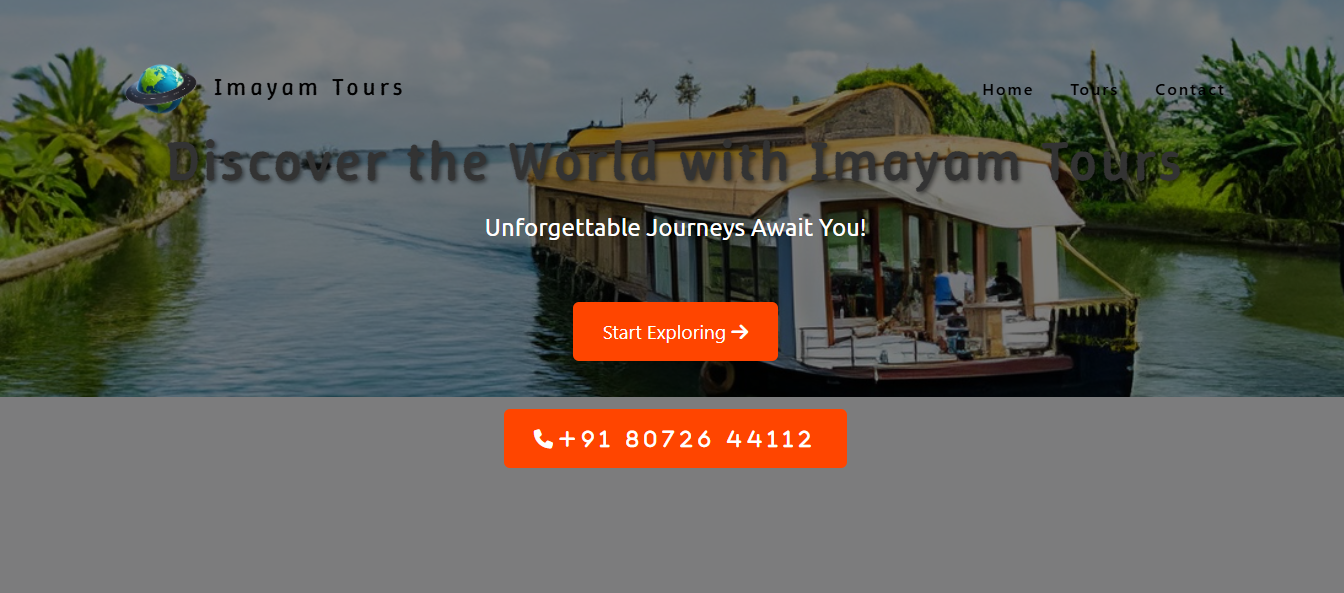 Imayam Tours
Home Tours Contact
Discover the World with Imayam Tours
Unforgettable Journeys Await You!
Start Exploring →
+91 80726 44112